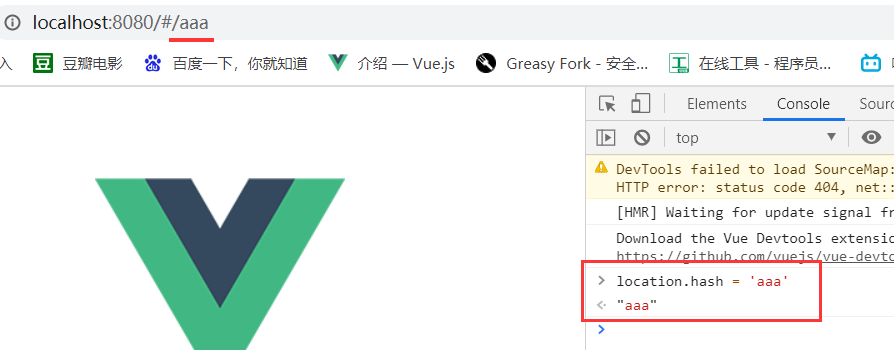 localhost:8080/#/aaa
入 豆瓣电影 百度一下，你就知道 介绍 — Vue.js Greasy Fork - 安全... 在线工具 - 程序员...
Elements Console Sour
top
DevTools failed to load SourceMap:
HTTP error: status code 404, net::
[HMR] Waiting for update signal fr
Download the Vue Devtools extensio
https://github.com/vuejs/vue-devto
> location.hash = 'aaa'
"aaa"
>